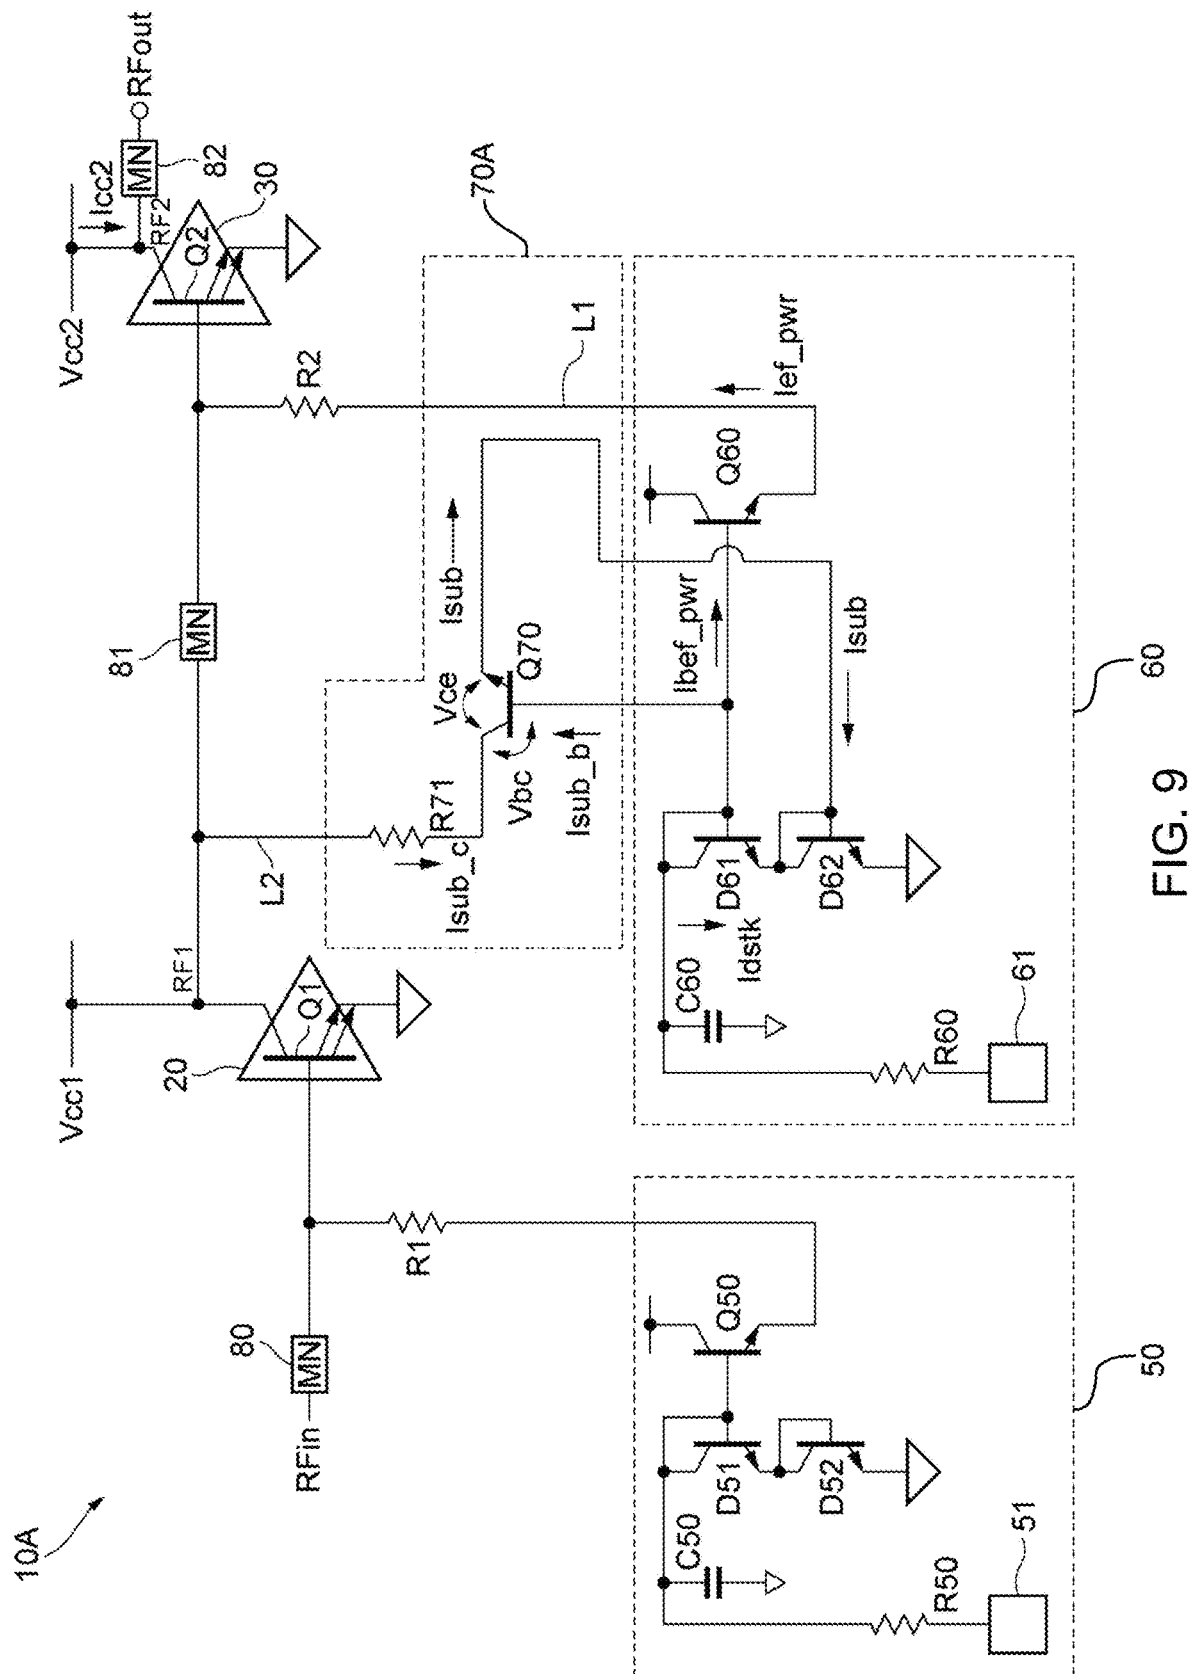 10A
Vcc1
Vcc2
Icc2
RFout
MN
82
RF2
Q2
30
RF1
81
MN
20
Q1
R2
L2
80
MN
RFin
R1
70A
L1
R71
Isub_c
Vce
Vbc
Q70
Isub
Isub_b
Ibef_pwr
Q60
Ief_pwr
D61
D62
Isub
Idstk
C60
R60
61
60
Q50
D51
D52
C50
R50
51
50
FIG. 9